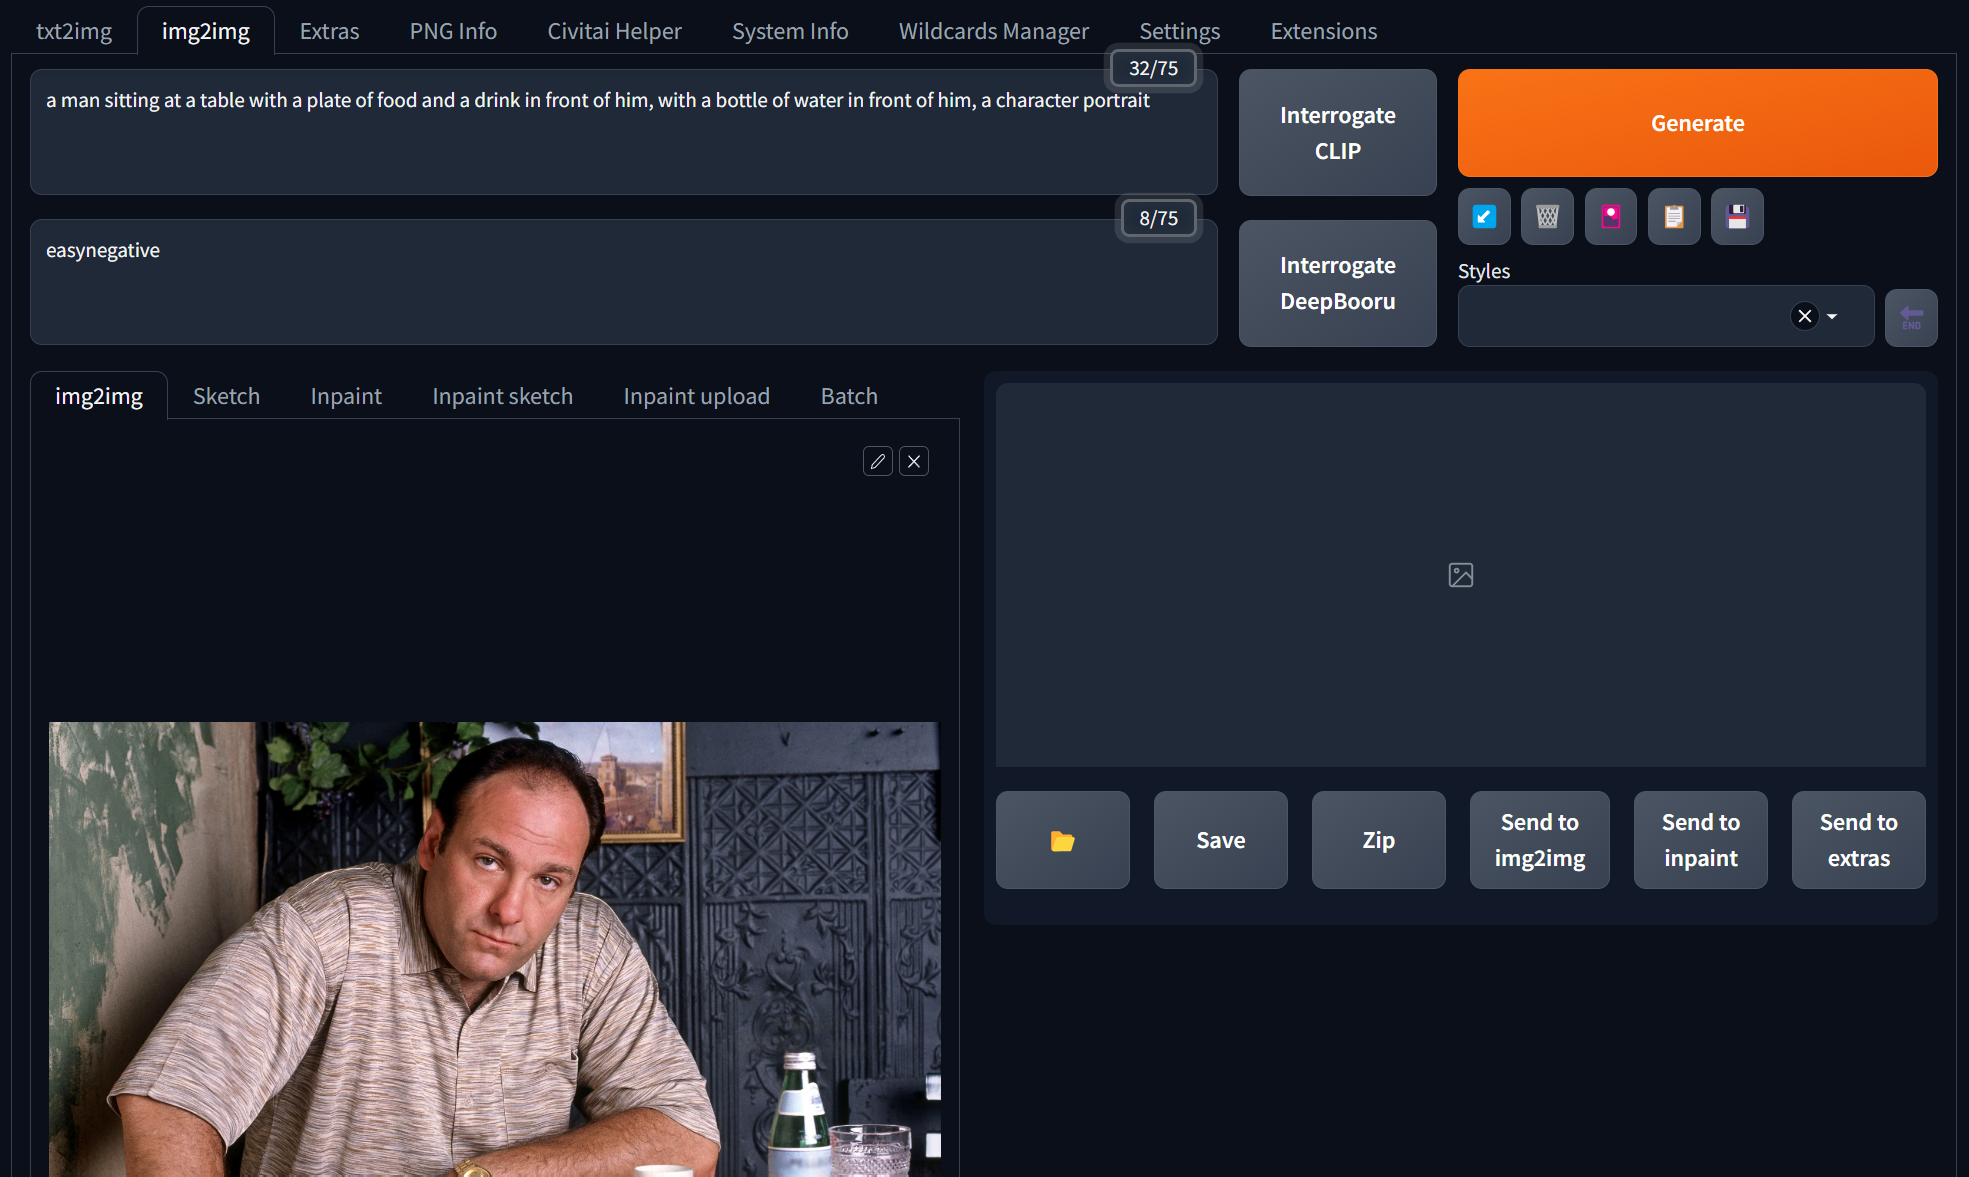 txt2img
img2img
Extras
PNG Info
Civitai Helper
System Info
Wildcards Manager
Settings
Extensions
32/75
a man sitting at a table with a plate of food and a drink in front of him, with a bottle of water in front of him, a character portrait
Interrogate
CLIP
Generate
8/75
easynegative
Interrogate
DeepBooru
Styles
END
img2img
Sketch
Inpaint
Inpaint sketch
Inpaint upload
Batch
Save
Zip
Send to
img2img
Send to
inpaint
Send to
extras